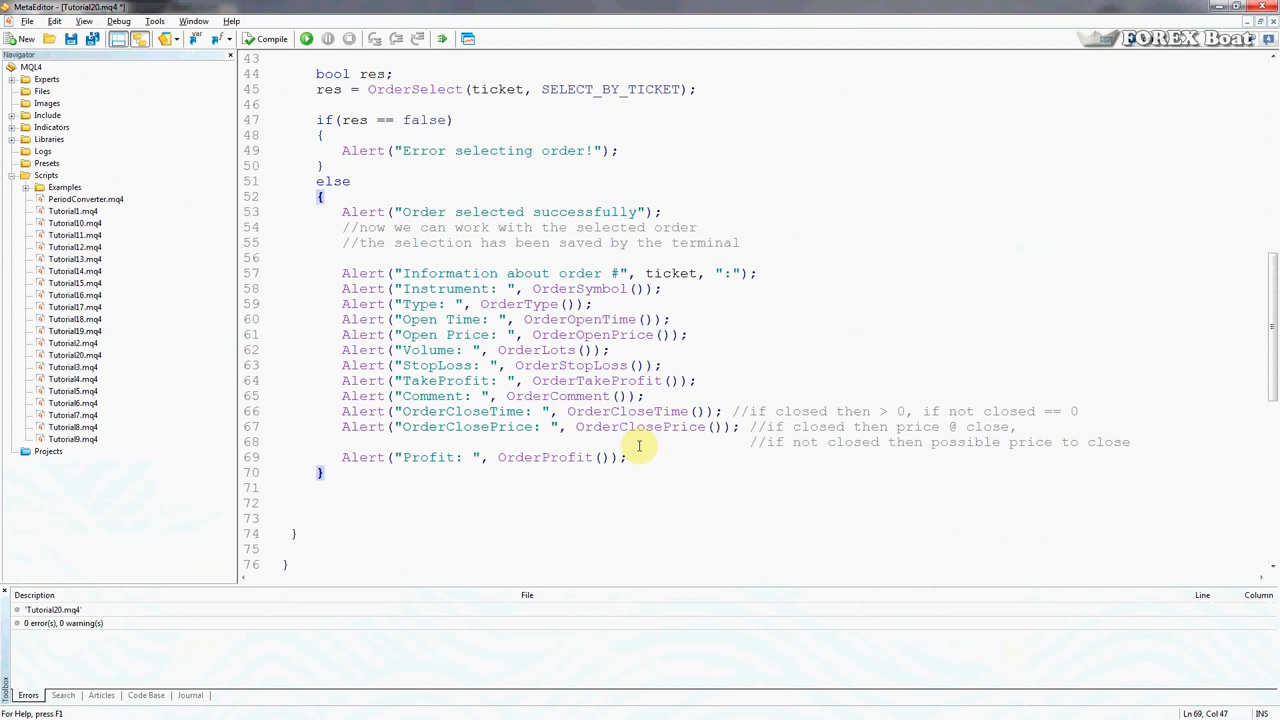 MetaEditor - [Tutorial20.mq4 *]
File Edit View Debug Tools Window Help
New Compile FOREX Boat
Navigator
MQL4
Experts
Files
Images
Include
Indicators
Libraries
Logs
Presets
Scripts
Examples
PeriodConverter.mq4
Tutorial1.mq4
Tutorial10.mq4
Tutorial11.mq4
Tutorial12.mq4
Tutorial13.mq4
Tutorial14.mq4
Tutorial15.mq4
Tutorial16.mq4
Tutorial17.mq4
Tutorial18.mq4
Tutorial19.mq4
Tutorial2.mq4
Tutorial20.mq4
Tutorial3.mq4
Tutorial4.mq4
Tutorial5.mq4
Tutorial6.mq4
Tutorial7.mq4
Tutorial8.mq4
Tutorial9.mq4
Projects
43
44 bool res;
45 res = OrderSelect(ticket, SELECT_BY_TICKET);
46
47 if(res == false)
48 {
49 Alert("Error selecting order!");
50 }
51 else
52 {
53 Alert("Order selected successfully");
54 //now we can work with the selected order
55 //the selection has been saved by the terminal
56
57 Alert("Information about order #", ticket, ":");
58 Alert("Instrument: ", OrderSymbol());
59 Alert("Type: ", OrderType());
60 Alert("Open Time: ", OrderOpenTime());
61 Alert("Open Price: ", OrderOpenPrice());
62 Alert("Volume: ", OrderLots());
63 Alert("StopLoss: ", OrderStopLoss());
64 Alert("TakeProfit: ", OrderTakeProfit());
65 Alert("Comment: ", OrderComment());
66 Alert("OrderCloseTime: ", OrderCloseTime()); //if closed then > 0, if not closed == 0
67 Alert("OrderClosePrice: ", OrderClosePrice()); //if closed then price @ close,
68 //if not closed then possible price to close
69 Alert("Profit: ", OrderProfit());
70 }
71
72
73
74 }
75
76 }
Description File Line Column
'Tutorial20.mq4'
0 error(s), 0 warning(s)
Toolbox
Errors Search Articles Code Base Journal
For Help, press F1 Ln 69, Col 47 INS